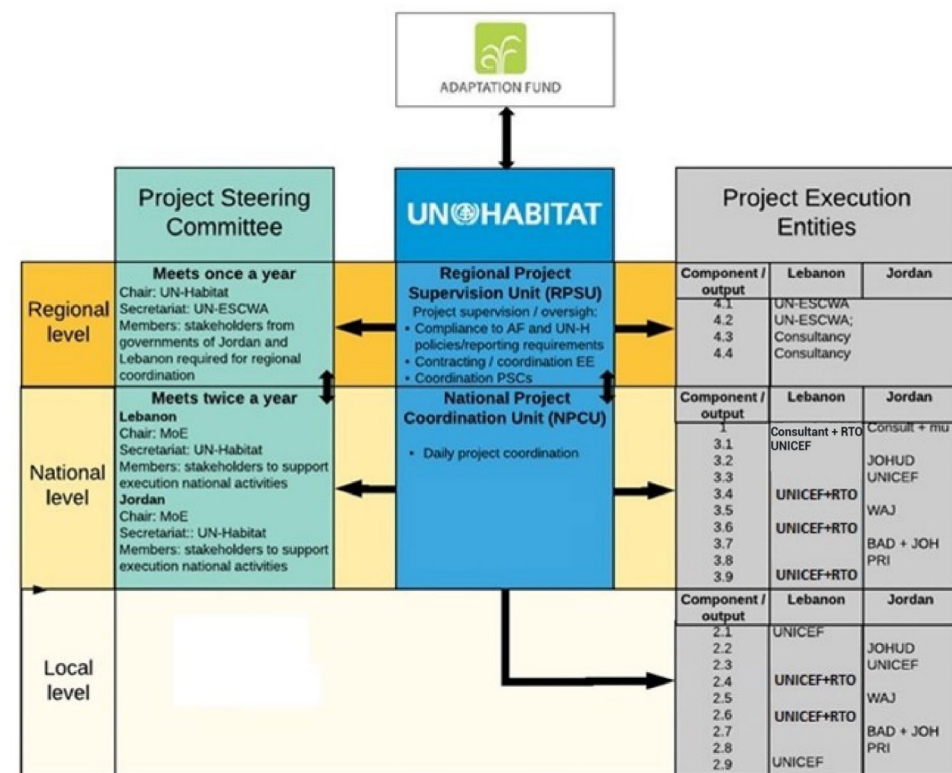 ADAPTATION FUND
Project Steering
Committee
UN HABITAT
Project Execution
Entities
Regional
level
Meets once a year
Chair: UN-Habitat
Secretariat: UN-ESCWA
Members: stakeholders from
governments of Jordan and
Lebanon required for regional
coordination
Regional Project
Supervision Unit (RPSU)
Project supervision / oversigh:
• Compliance to AF and UN-H
policies/reporting requirements
• Contracting / coordination EE
• Coordination PSCs
Component / output Lebanon Jordan
4.1 UN-ESCWA
4.2 UN-ESCWA;
4.3 Consultancy
4.4 Consultancy
National
level
Meets twice a year
Lebanon
Chair: MoE
Secretariat: UN-Habitat
Members: stakeholders to support
execution national activities
Jordan
Chair: MoE
Secretariat:: UN-Habitat
Members: stakeholders to support
execution national activities
National Project
Coordination Unit (NPCU)
• Daily project coordination
Component / output Lebanon Jordan
1 Consultant + RTO Consult + mu
3.1 UNICEF
3.2 JOHUD
3.3 UNICEF
3.4 UNICEF+RTO
3.5 WAJ
3.6 UNICEF+RTO
3.7 BAD + JOH
3.8 PRI
3.9 UNICEF+RTO
Local
level
Component / output Lebanon Jordan
2.1 UNICEF
2.2 JOHUD
2.3 UNICEF
2.4 UNICEF+RTO
2.5 WAJ
2.6 UNICEF+RTO
2.7 BAD + JOH
2.8 PRI
2.9 UNICEF